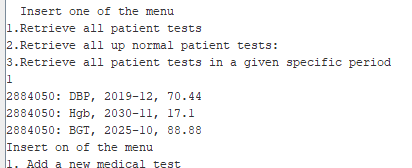 Insert one of the menu
1.Retrieve all patient tests
2.Retrieve all up normal patient tests:
3.Retrieve all patient tests in a given specific period
1
2884050: DBP, 2019-12, 70.44
2884050: Hgb, 2030-11, 17.1
2884050: BGT, 2025-10, 88.88
Insert on of the menu
1. Add a new medical test